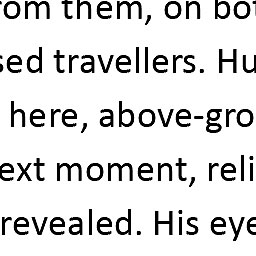 rom them, on bot
sed travellers. Hu
here, above-gro
ext moment, reli
revealed. His eye